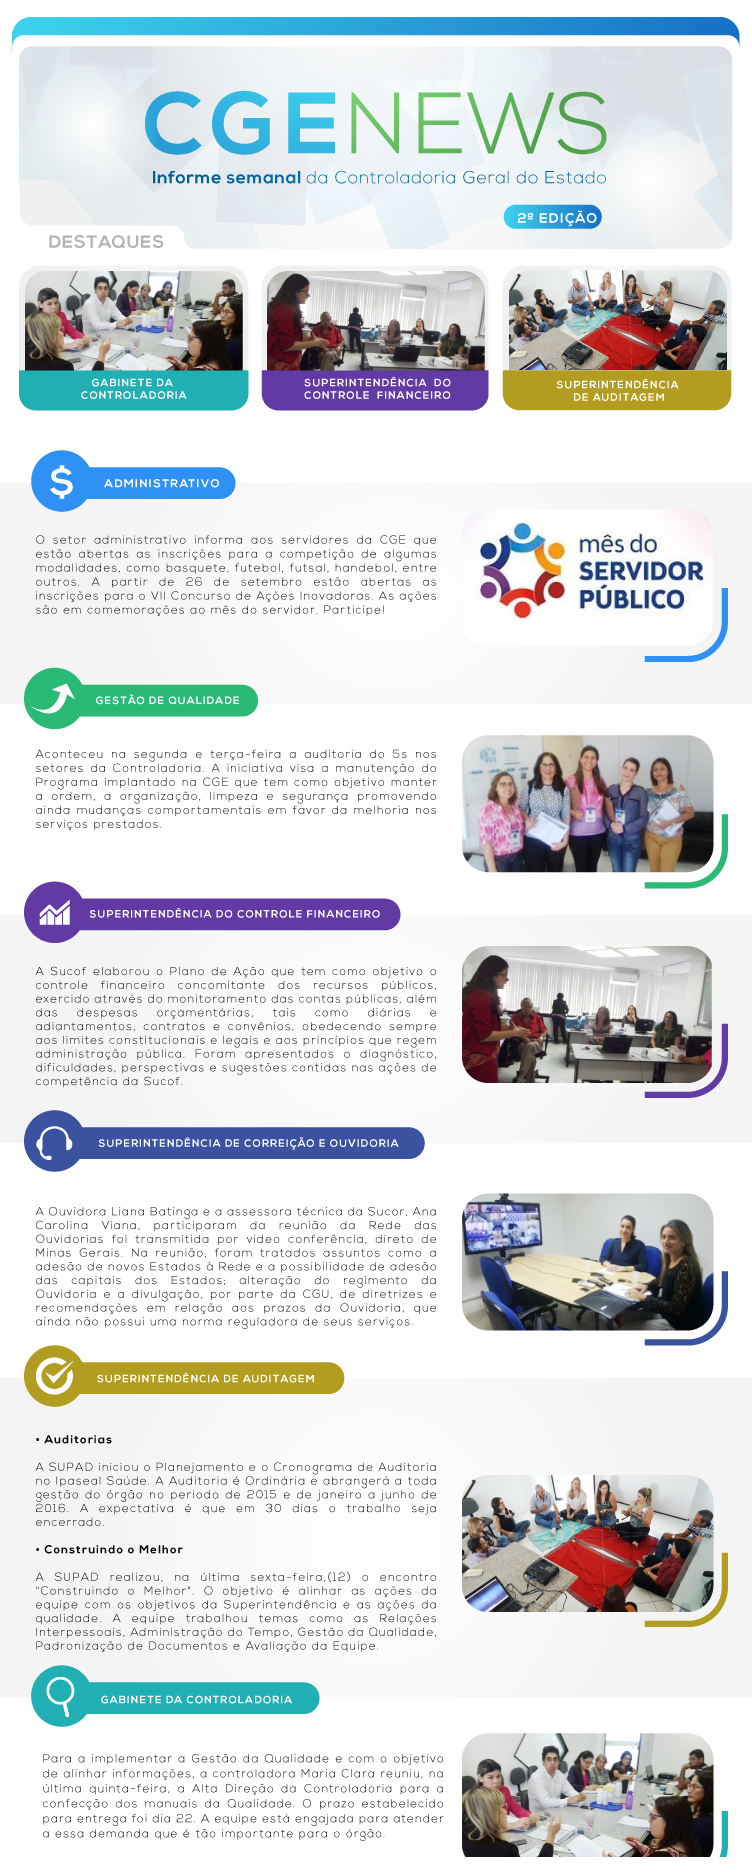 CGENEWS
Informe semanal da Controladoria Geral do Estado
2ª EDIÇÃO
DESTAQUES
GABINETE DA
CONTROLADORIA
SUPERINTENDÊNCIA DO
CONTROLE FINANCEIRO
SUPERINTENDÊNCIA
DE AUDITAGEM
$ ADMINISTRATIVO
O setor administrativo informa aos servidores da CGE que
estão abertas as inscrições para a competição de algumas
modalidades, como basquete, futebol, futsal, handebol, entre
outros. A partir de 26 de setembro estão abertas as
inscrições para o VII Concurso de Ações Inovadoras. As ações
são em comemorações ao mês do servidor. Participe!
mês do
SERVIDOR
PÚBLICO
GESTÃO DE QUALIDADE
Aconteceu na segunda e terça-feira a auditoria do 5s nos
setores da Controladoria. A iniciativa visa a manutenção do
Programa implantado na CGE que tem como objetivo manter
a ordem, a organização, limpeza e segurança promovendo
ainda mudanças comportamentais em favor da melhoria nos
serviços prestados.
SUPERINTENDÊNCIA DO CONTROLE FINANCEIRO
A Sucof elaborou o Plano de Ação que tem como objetivo o
controle financeiro concomitante dos recursos públicos,
exercido através do monitoramento das contas públicas, além
das despesas orçamentárias, tais como diárias e
adiantamentos, contratos e convênios, obedecendo sempre
aos limites constitucionais e legais e aos princípios que regem
administração pública. Foram apresentados o diagnóstico,
dificuldades, perspectivas e sugestões contidas nas ações de
competência da Sucof.
SUPERINTENDÊNCIA DE CORREIÇÃO E OUVIDORIA
A Ouvidora Liana Batinga e a assessora técnica da Sucor, Ana
Carolina Viana, participaram da reunião da Rede das
Ouvidorias foi transmitida por vídeo conferência, direto de
Minas Gerais. Na reunião, foram tratados assuntos como a
adesão de novos Estados à Rede e a possibilidade de adesão
das capitais dos Estados; alteração do regimento da
Ouvidoria e a divulgação, por parte da CGU, de diretrizes e
recomendações em relação aos prazos da Ouvidoria, que
ainda não possui uma norma reguladora de seus serviços.
SUPERINTENDÊNCIA DE AUDITAGEM
• Auditorias
A SUPAD iniciou o Planejamento e o Cronograma de Auditoria
no Ipaseal Saúde. A Auditoria é Ordinária e abrangerá a toda
gestão do órgão no período de 2015 e de janeiro a junho de
2016. A expectativa é que em 30 dias o trabalho seja
encerrado.
• Construindo o Melhor
A SUPAD realizou, na última sexta-feira,(12) o encontro
"Construindo o Melhor". O objetivo é alinhar as ações da
equipe com os objetivos da Superintendência e as ações da
qualidade. A equipe trabalhou temas como as Relações
Interpessoais, Administração do Tempo, Gestão da Qualidade,
Padronização de Documentos e Avaliação da Equipe.
GABINETE DA CONTROLADORIA
Para a implementar a Gestão da Qualidade e com o objetivo
de alinhar informações, a controladora Maria Clara reuniu, na
última quinta-feira, a Alta Direção da Controladoria para a
confecção dos manuais da Qualidade. O prazo estabelecido
para entrega foi dia 22. A equipe está engajada para atender
a essa demanda que é tão importante para o órgão.